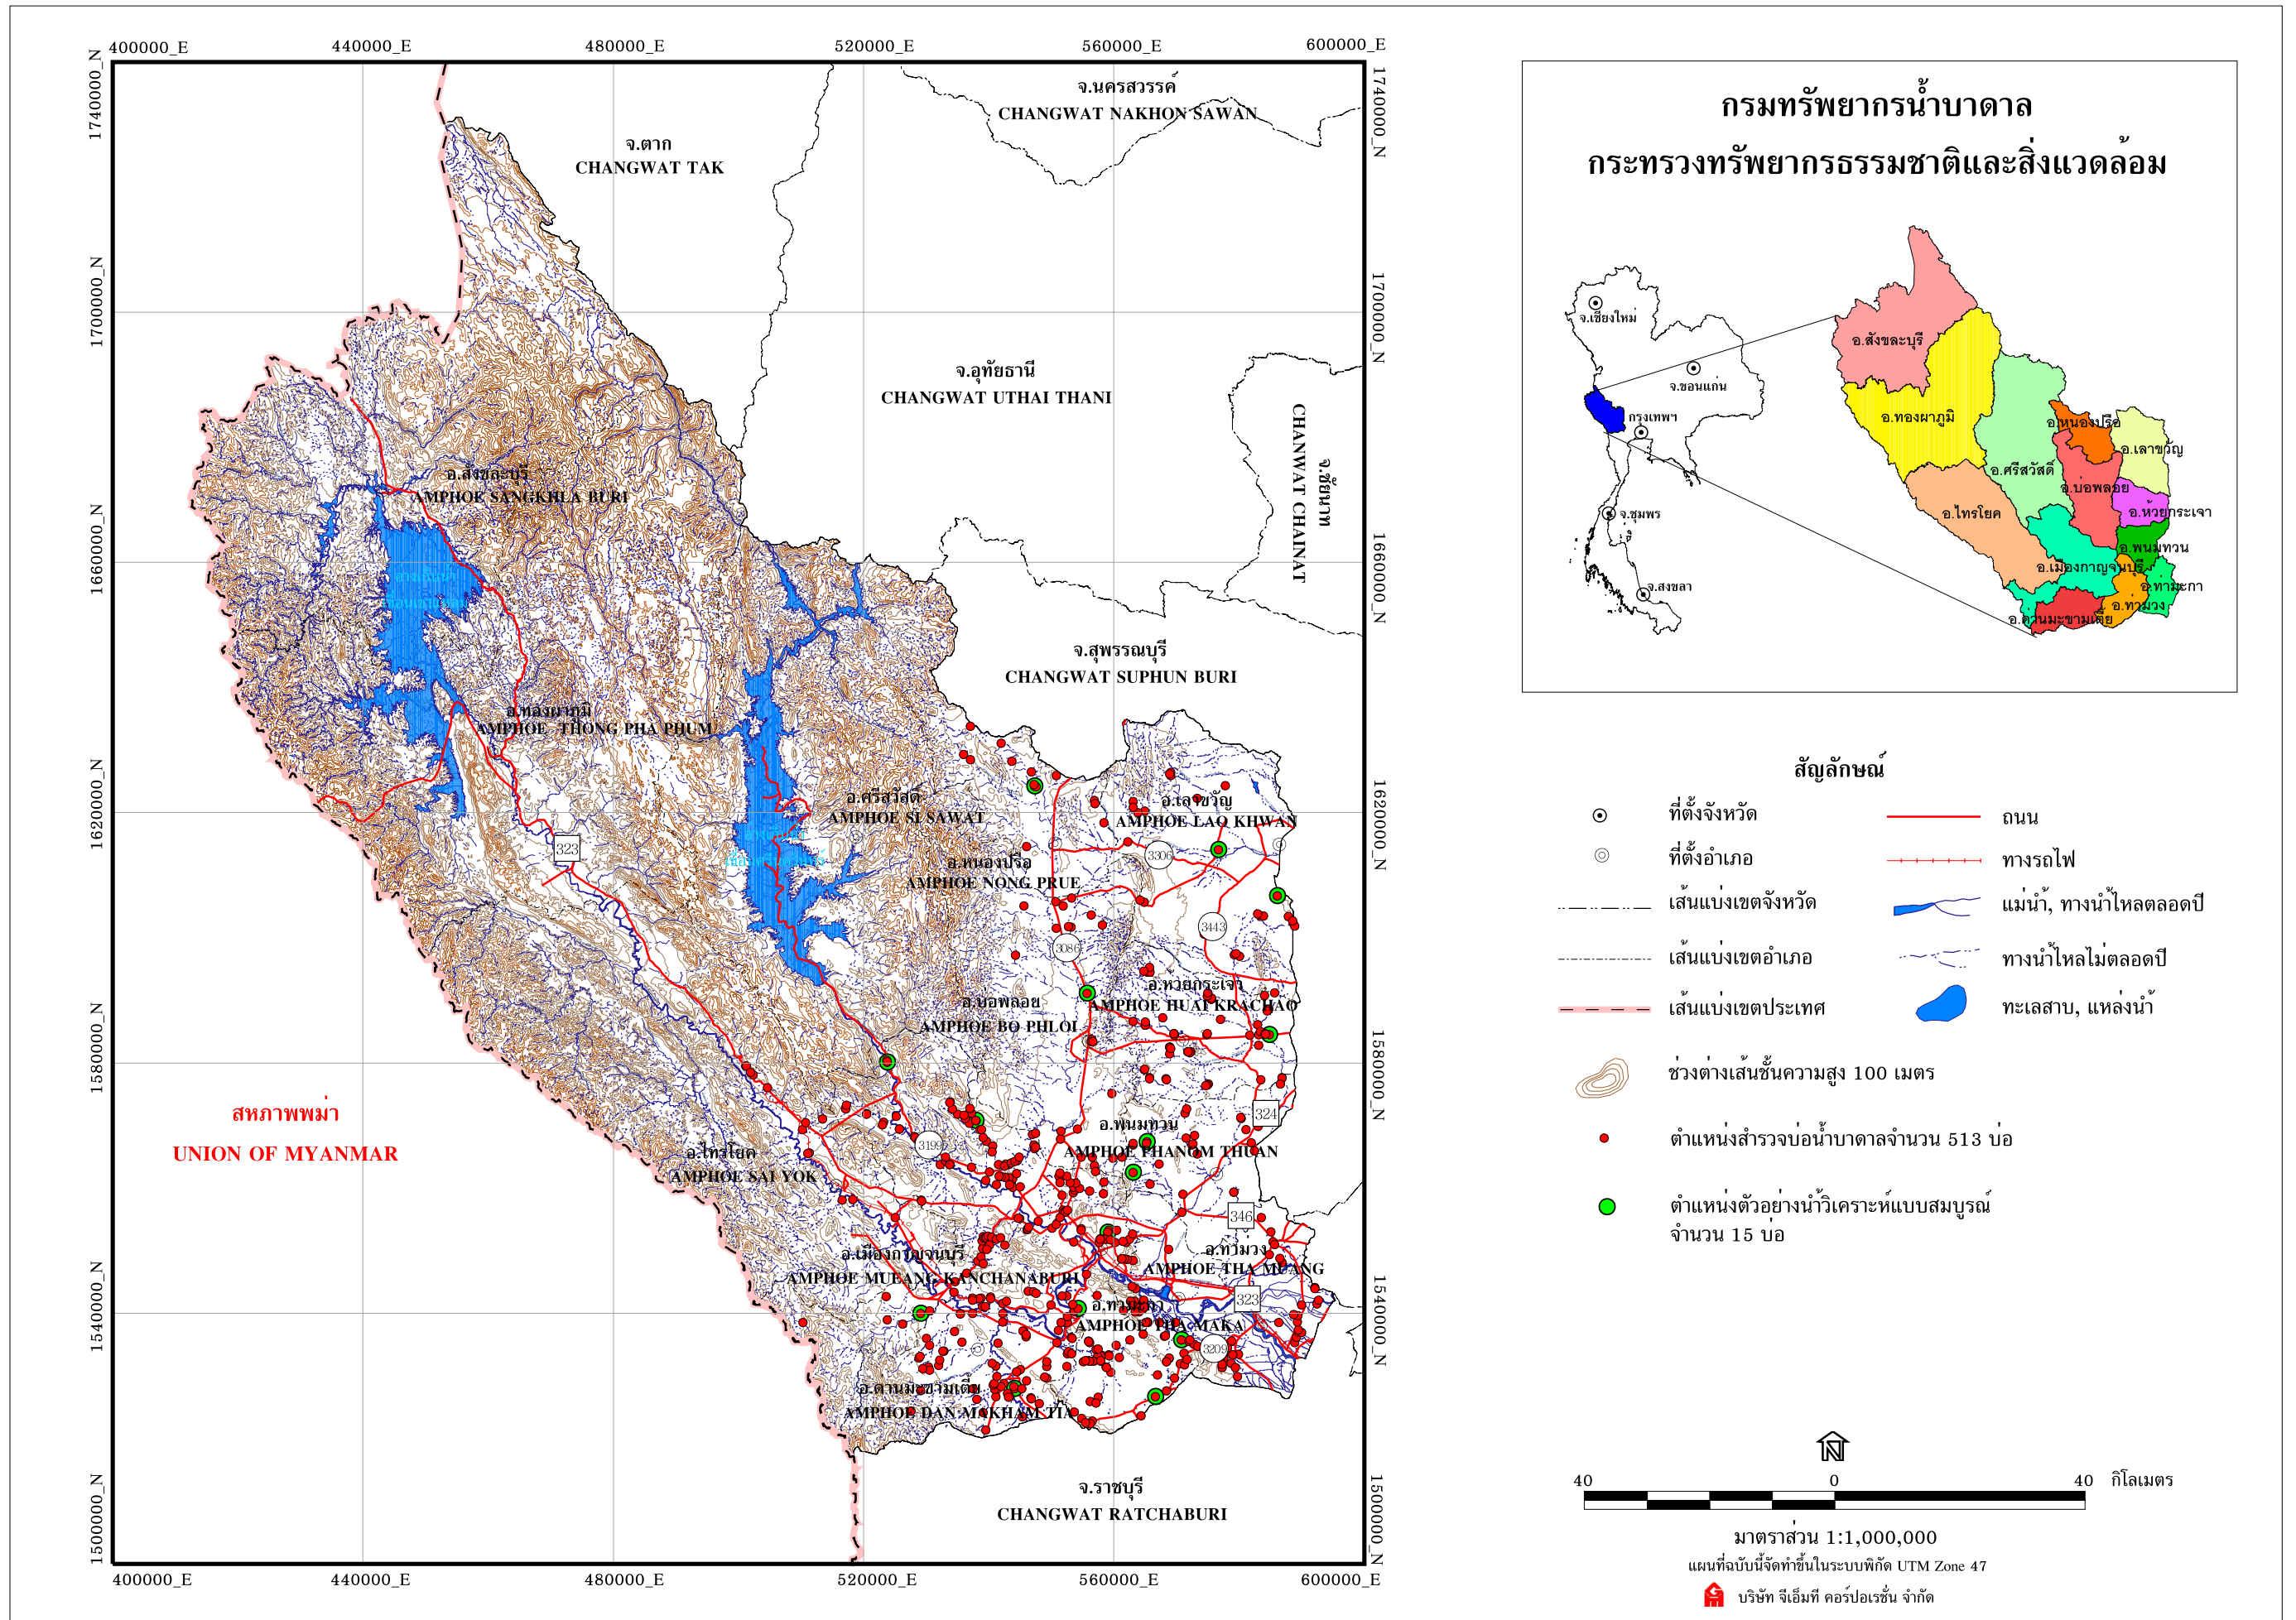 400000_E
440000_E
480000_E
520000_E
560000_E
600000_E
1740000_N
1700000_N
1660000_N
1620000_N
1580000_N
1540000_N
1500000_N
1740000_N
1700000_N
1660000_N
1620000_N
1580000_N
1540000_N
1500000_N
400000_E
440000_E
480000_E
520000_E
560000_E
600000_E
จ.นครสวรรค์
CHANGWAT NAKHON SAWAN
จ.ตาก
CHANGWAT TAK
จ.อุทัยธานี
CHANGWAT UTHAI THANI
จ.ชัยนาท
CHANWAT CHAINAT
จ.สุพรรณบุรี
CHANGWAT SUPHUN BURI
อ.สังขละบุรี
AMPHOE SANGKHLA BURI
อ.ทองผาภูมิ
AMPHOE THONG PHA PHUM
อ.ศรีสวัสดิ์
AMPHOE SI SAWAT
อ.เลาขวัญ
AMPHOE LAO KHWAN
อ.หนองปรือ
AMPHOE NONG PRUE
อ.ห้วยกระเจา
AMPHOE HUAI KRACHAO
อ.บ่อพลอย
AMPHOE BO PHLOI
อ.พนมทวน
AMPHOE PHANOM THUAN
อ.ไทรโยค
AMPHOE SAI YOK
อ.เมืองกาญจนบุรี
AMPHOE MUEANG KANCHANABURI
อ.ท่าม่วง
AMPHOE THA MUANG
อ.ท่ามะกา
AMPHOE THA MAKA
อ.ด่านมะขามเตี้ย
AMPHOE DAN MAKHAM TIA
จ.ราชบุรี
CHANGWAT RATCHABURI
สหภาพพม่า
UNION OF MYANMAR
323
3306
3443
3086
324
3199
346
323
3209
กรมทรัพยากรน้ำบาดาล
กระทรวงทรัพยากรธรรมชาติและสิ่งแวดล้อม
จ.เชียงใหม่
จ.ขอนแก่น
กรุงเทพฯ
จ.ชุมพร
จ.สงขลา
อ.สังขละบุรี
อ.ทองผาภูมิ
อ.หนองปรือ
อ.เลาขวัญ
อ.ศรีสวัสดิ์
อ.บ่อพลอย
อ.ไทรโยค
อ.ห้วยกระเจา
อ.พนมทวน
อ.เมืองกาญจนบุรี
อ.ท่ามะกา
อ.ท่ามวง
อ.ด่านมะขามเตี้ย
สัญลักษณ์
ที่ตั้งจังหวัด
ถนน
ที่ตั้งอำเภอ
ทางรถไฟ
เส้นแบ่งเขตจังหวัด
แม่น้ำ, ทางน้ำไหลตลอดปี
เส้นแบ่งเขตอำเภอ
ทางน้ำไหลไม่ตลอดปี
เส้นแบ่งเขตประเทศ
ทะเลสาบ, แหล่งน้ำ
ช่วงต่างเส้นชั้นความสูง 100 เมตร
ตำแหน่งสำรวจบ่อน้ำบาดาลจำนวน 513 บ่อ
ตำแหน่งตัวอย่างน้ำวิเคราะห์แบบสมบูรณ์
จำนวน 15 บ่อ
N
40 0 40 กิโลเมตร
มาตราส่วน 1:1,000,000
แผนที่ฉบับนี้จัดทำขึ้นในระบบพิกัด UTM Zone 47
บริษัท จีเอ็มที คอร์ปอเรชั่น จำกัด